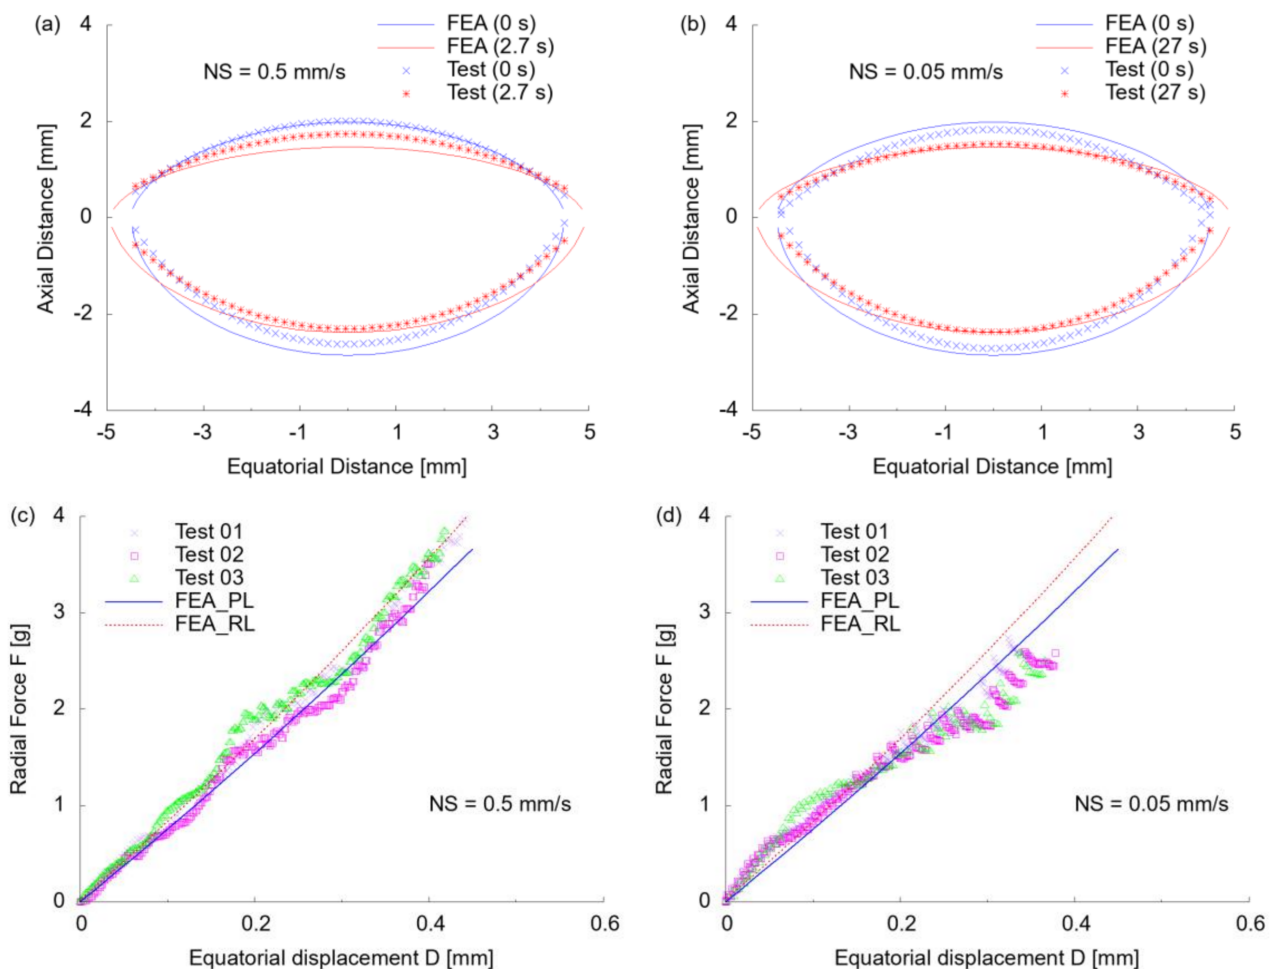 (a)
4
2
0
-2
-4
-5
-3
-1
1
3
5
Axial Distance [mm]
Equatorial Distance [mm]
NS = 0.5 mm/s
FEA (0 s)
FEA (2.7 s)
Test (0 s)
Test (2.7 s)
(b)
4
2
0
-2
-4
-5
-3
-1
1
3
5
Axial Distance [mm]
Equatorial Distance [mm]
NS = 0.05 mm/s
FEA (0 s)
FEA (27 s)
Test (0 s)
Test (27 s)
(c)
4
3
2
1
0
0
0.2
0.4
0.6
Radial Force F [g]
Equatorial displacement D [mm]
Test 01
Test 02
Test 03
FEA_PL
FEA_RL
NS = 0.5 mm/s
(d)
4
3
2
1
0
0
0.2
0.4
0.6
Radial Force F [g]
Equatorial displacement D [mm]
Test 01
Test 02
Test 03
FEA_PL
FEA_RL
NS = 0.05 mm/s